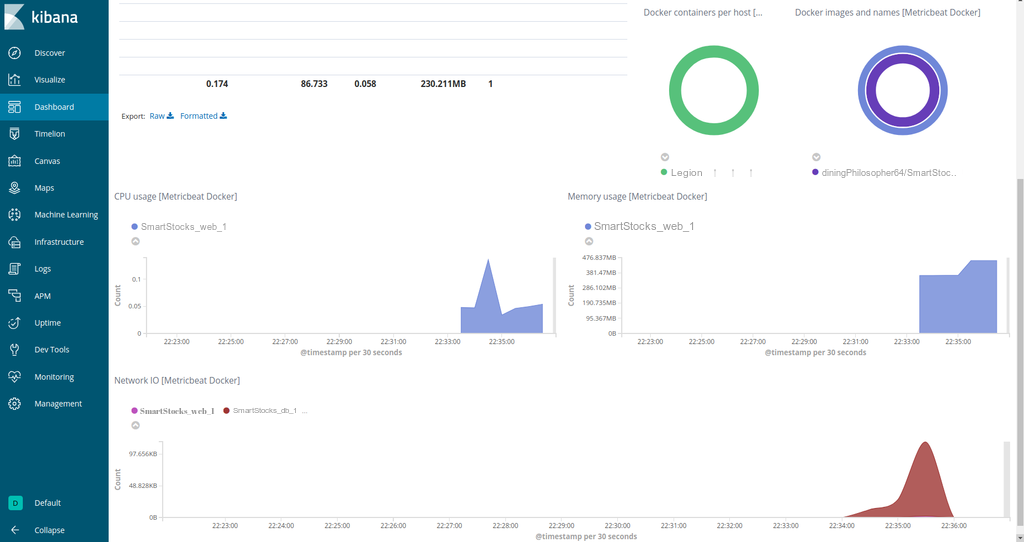 kibana
Discover
Visualize
Dashboard
Timelion
Canvas
Maps
Machine Learning
Infrastructure
Logs
APM
Uptime
Dev Tools
Monitoring
Management
D Default
Collapse
0.174 86.733 0.058 230.211MB 1
Export: Raw Formatted
Docker containers per host [...
Legion
Docker images and names [Metricbeat Docker]
diningPhilosopher64/SmartStoc..
CPU usage [Metricbeat Docker]
SmartStocks_web_1
Count
0.1
0.05
0
22:23:00 22:25:00 22:27:00 22:29:00 22:31:00 22:33:00 22:35:00
@timestamp per 30 seconds
Memory usage [Metricbeat Docker]
SmartStocks_web_1
Count
476.837MB
381.47MB
286.102MB
190.735MB
95.367MB
0B
22:23:00 22:25:00 22:27:00 22:29:00 22:31:00 22:33:00 22:35:00
@timestamp per 30 seconds
Network IO [Metricbeat Docker]
SmartStocks_web_1 SmartStocks_db_1 ...
Count
97.656KB
48.828KB
0B
22:23:00 22:24:00 22:25:00 22:26:00 22:27:00 22:28:00 22:29:00 22:30:00 22:31:00 22:32:00 22:33:00 22:34:00 22:35:00 22:36:00
@timestamp per 30 seconds